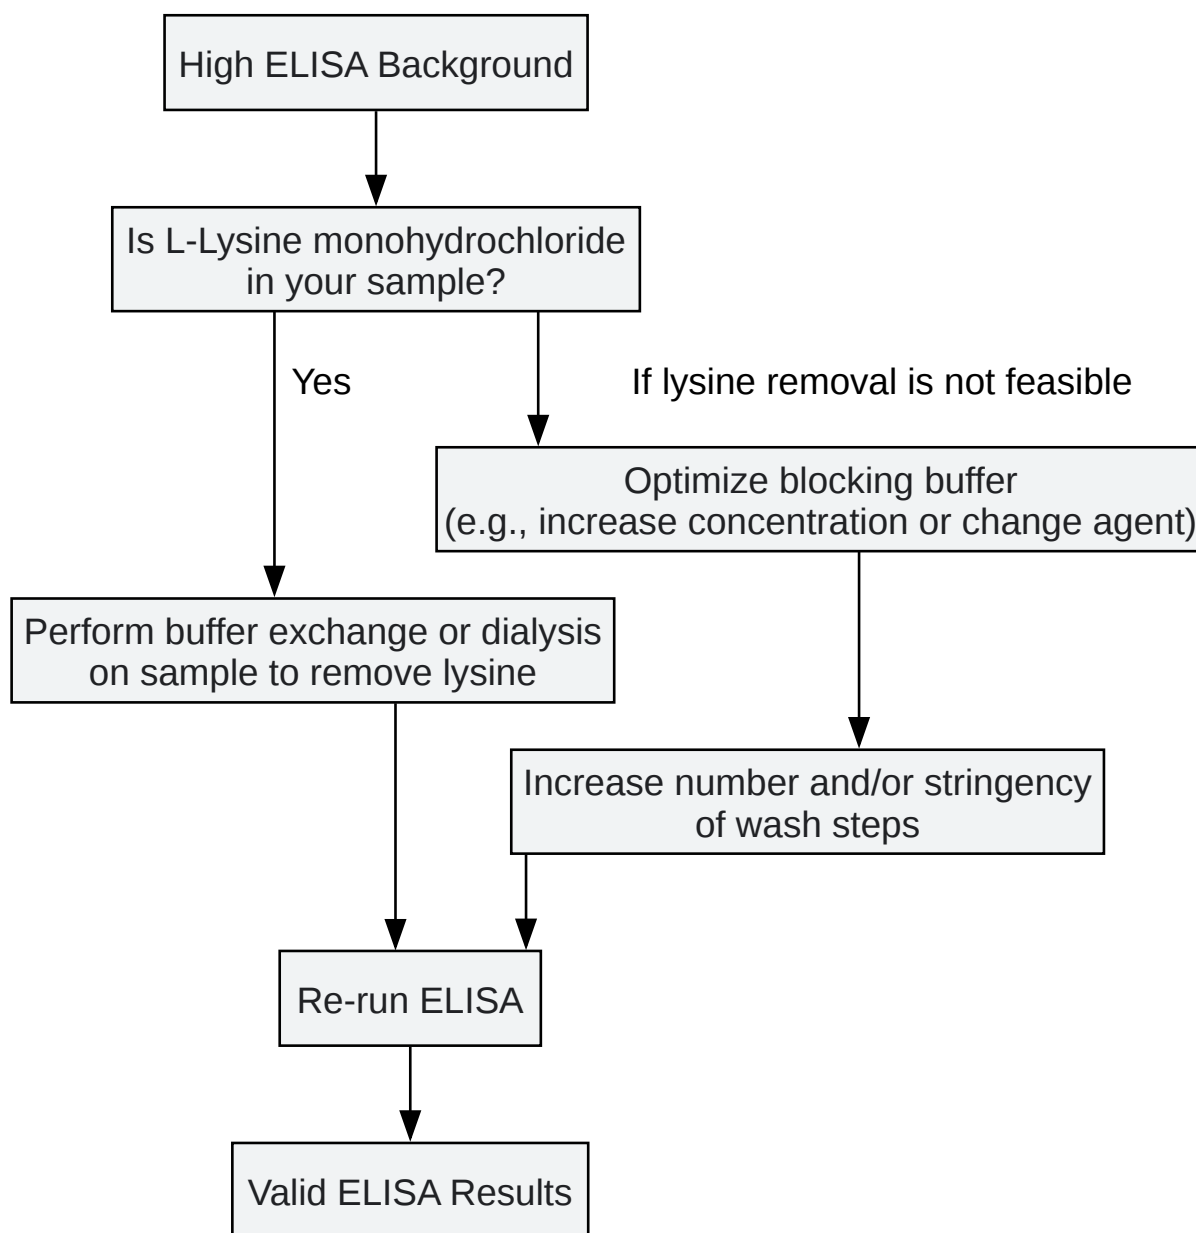 High ELISA Background
Is L-Lysine monohydrochloride
in your sample?
Yes
If lysine removal is not feasible
Optimize blocking buffer
(e.g., increase concentration or change agent)
Perform buffer exchange or dialysis
on sample to remove lysine
Increase number and/or stringency
of wash steps
Re-run ELISA
Valid ELISA Results